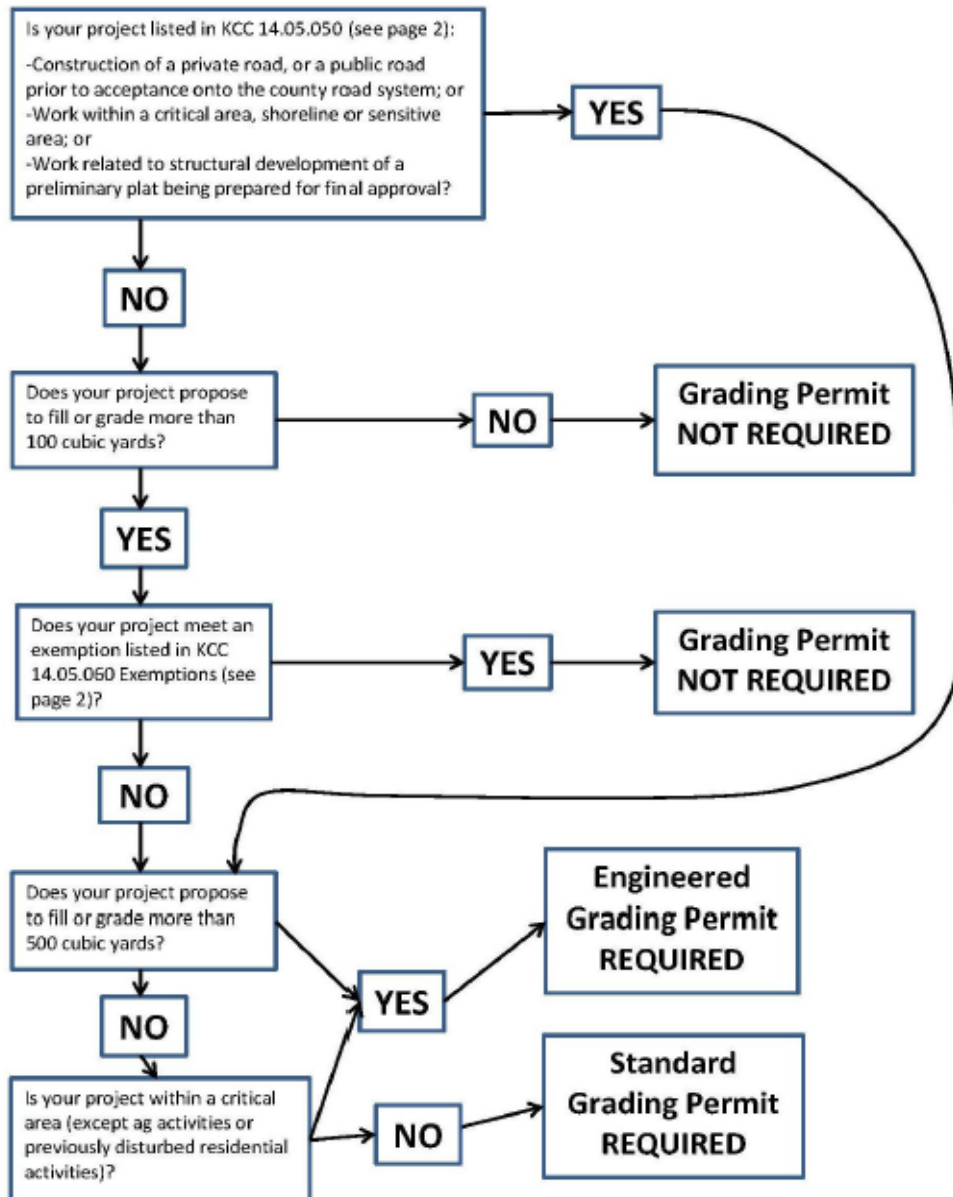 Is your project listed in KCC 14.05.050 (see page 2):
-Construction of a private road, or a public road
prior to acceptance onto the county road system; or
-Work within a critical area, shoreline or sensitive
area; or
-Work related to structural development of a
preliminary plat being prepared for final approval?
YES
NO
Does your project propose
to fill or grade more than
100 cubic yards?
NO
Grading Permit
NOT REQUIRED
YES
Does your project meet an
exemption listed in KCC
14.05.060 Exemptions (see
page 2)?
YES
Grading Permit
NOT REQUIRED
NO
Does your project propose
to fill or grade more than
500 cubic yards?
Engineered
Grading Permit
REQUIRED
YES
NO
Is your project within a critical
area (except ag activities or
previously disturbed residential
activities)?
NO
Standard
Grading Permit
REQUIRED